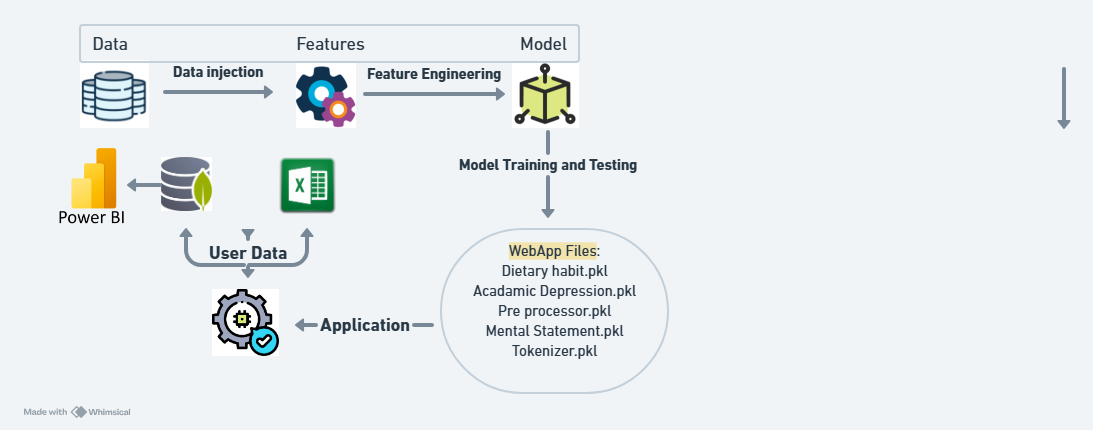 Data Features Model
Data injection
Feature Engineering
Model Training and Testing
Power BI
X
User Data
WebApp Files:
Dietary habit.pkl
Acadamic Depression.pkl
Pre processor.pkl
Mental Statement.pkl
Tokenizer.pkl
Application
Made with Whimsical